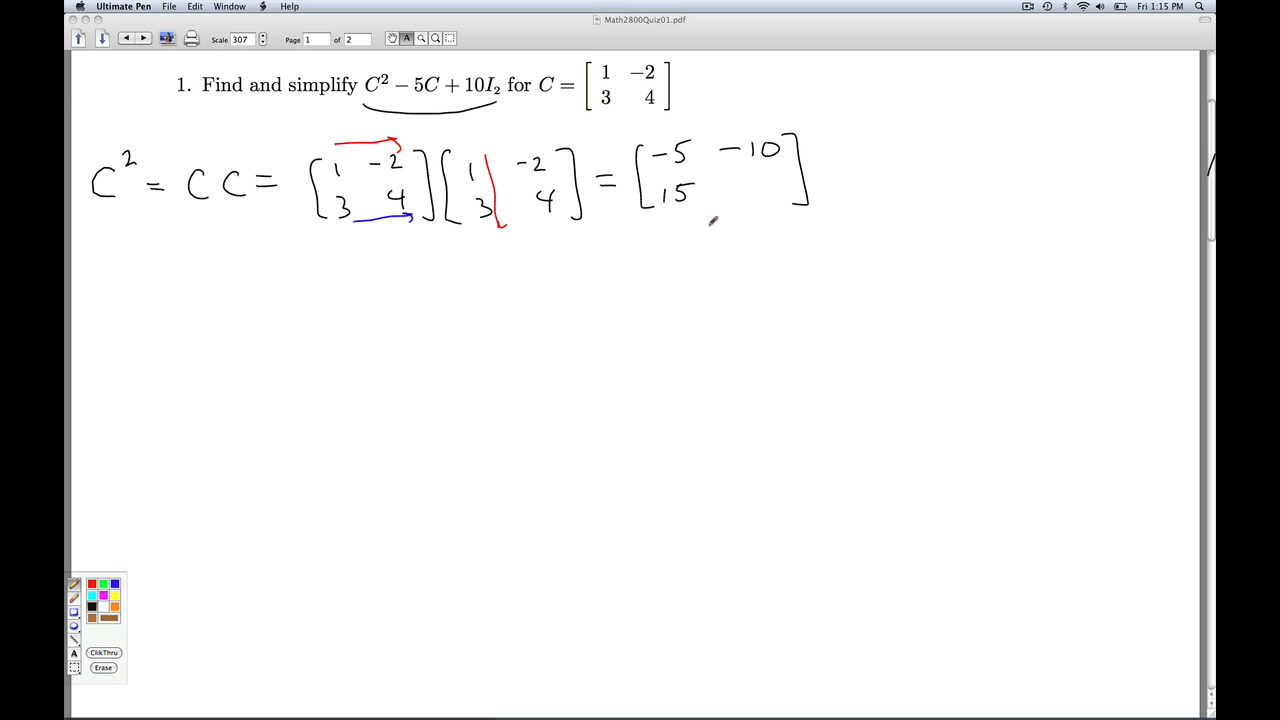 Ultimate Pen File Edit Window Help Fri 1:15 PM
Math2800Quiz01.pdf
Scale 307 Page 1 of 2 A
1. Find and simplify C² − 5C + 10I₂ for C = [ 1 −2
3 4 ]
C² = C C = [ 1 -2 ] [ 1 -2 ] = [ -5 -10 ]
3 4 3 4 15
A
ClikThru
Erase